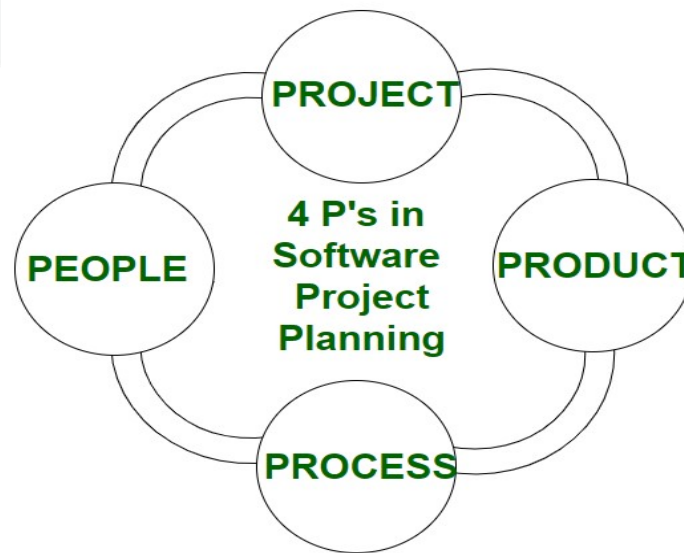 PROJECT
4 P's in
Software
Project
Planning
PEOPLE
PRODUCT
PROCESS